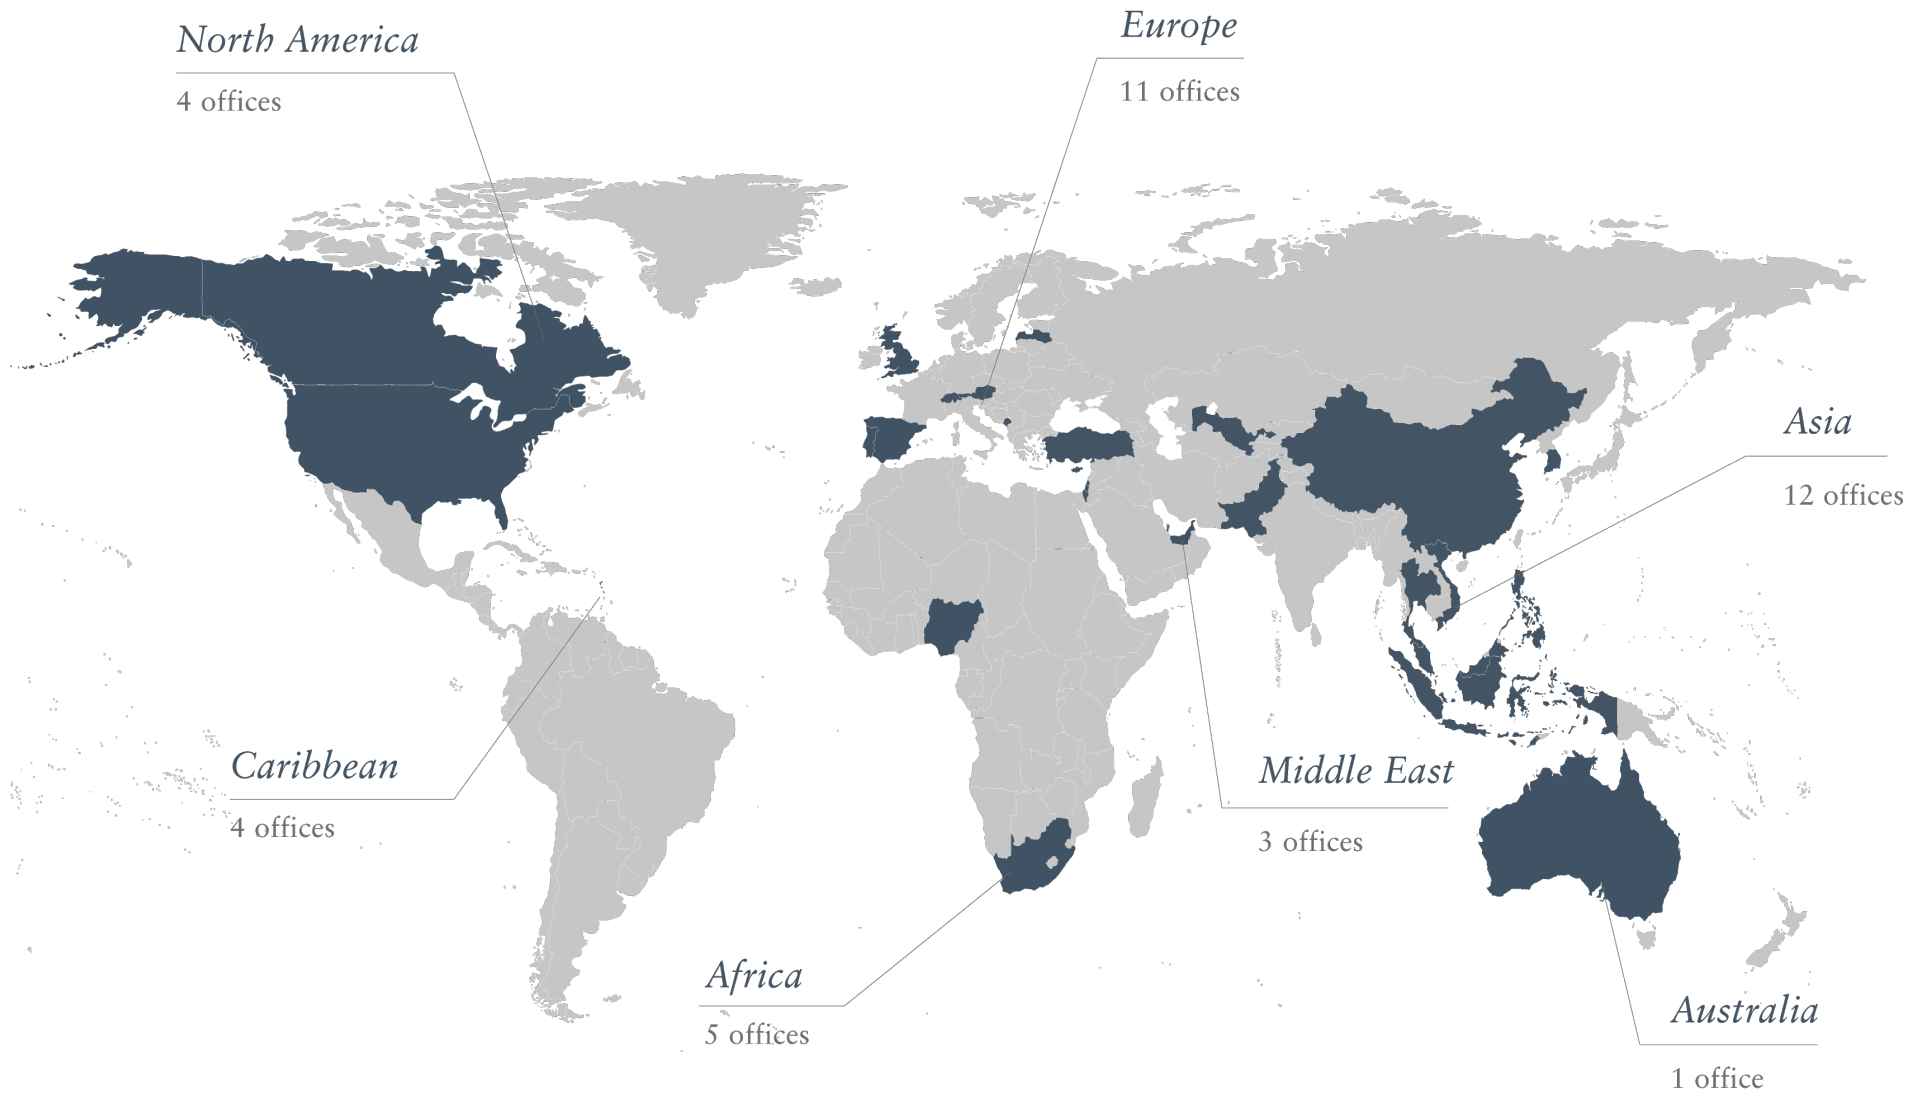 North America
4 offices
Europe
11 offices
Asia
12 offices
Caribbean
4 offices
Middle East
3 offices
Africa
5 offices
Australia
1 office